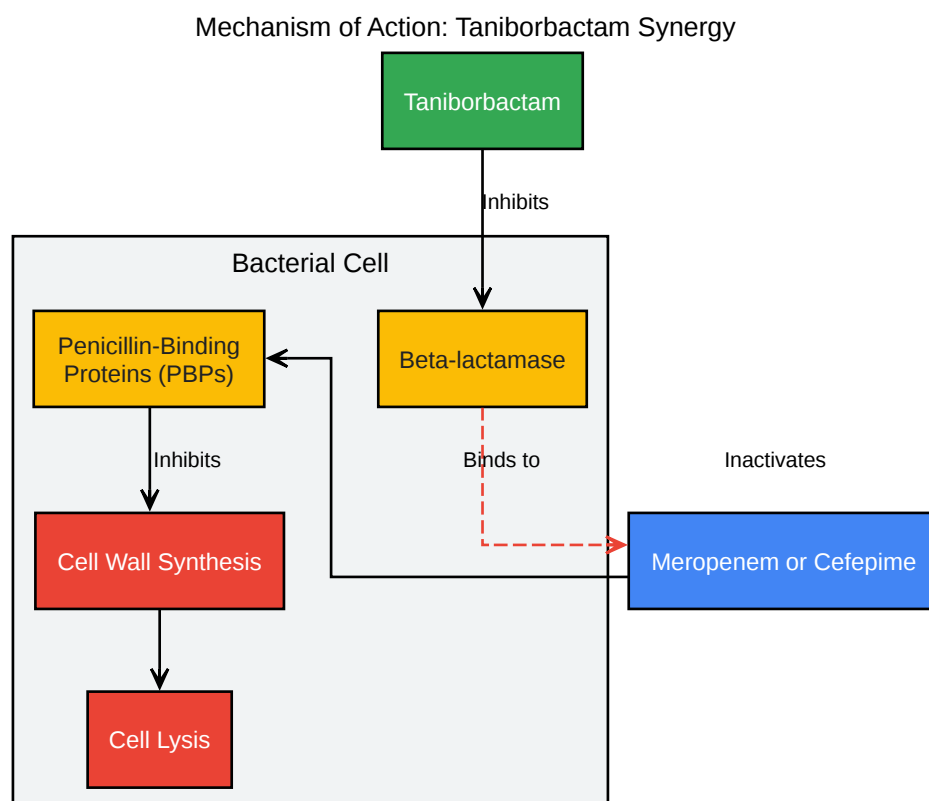 Mechanism of Action: Taniborbactam Synergy
Taniborbactam
Inhibits
Bacterial Cell
Penicillin-Binding
Proteins (PBPs)
Beta-lactamase
Inhibits
Binds to
Inactivates
Cell Wall Synthesis
Meropenem or Cefepime
Cell Lysis